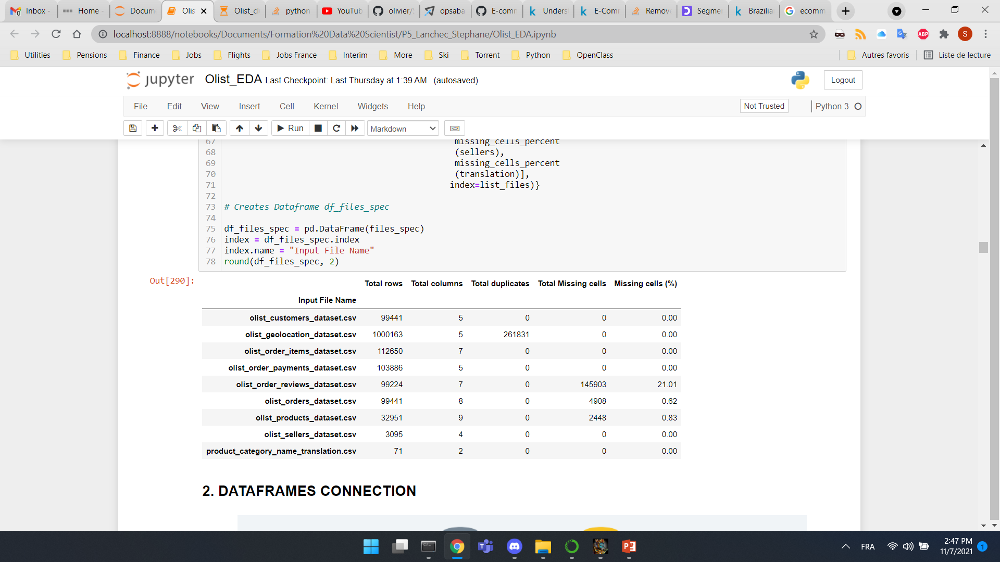 Inbox -
Home -
Docum
Olis
Olist_cl
python
YouTub
olivier/
opsaba
E-comm
Unders
E-Com
Remove
Segmer
Brazilia
ecomm
localhost:8888/notebooks/Documents/Formation%20Data%20Scientist/P5_Lanchec_Stephane/Olist_EDA.ipynb
ABP
S
Utilities
Pensions
Finance
Jobs
Flights
Jobs France
Interim
More
Ski
Torrent
Python
OpenClass
Autres favoris
Liste de lecture
jupyter
Olist_EDA Last Checkpoint: Last Thursday at 1:39 AM (autosaved)
Logout
File Edit View Insert Cell Kernel Widgets Help
Not Trusted
Python 3
Run
Markdown
67 missing_cells_percent
68 (sellers),
69 missing_cells_percent
70 (translation)],
71 index=list_files)}
72
73 # Creates Dataframe df_files_spec
74
75 df_files_spec = pd.DataFrame(files_spec)
76 index = df_files_spec.index
77 index.name = "Input File Name"
78 round(df_files_spec, 2)
Out[290]:
Total rows Total columns Total duplicates Total Missing cells Missing cells (%)
Input File Name
olist_customers_dataset.csv 99441 5 0 0 0.00
olist_geolocation_dataset.csv 1000163 5 261831 0 0.00
olist_order_items_dataset.csv 112650 7 0 0 0.00
olist_order_payments_dataset.csv 103886 5 0 0 0.00
olist_order_reviews_dataset.csv 99224 7 0 145903 21.01
olist_orders_dataset.csv 99441 8 0 4908 0.62
olist_products_dataset.csv 32951 9 0 2448 0.83
olist_sellers_dataset.csv 3095 4 0 0 0.00
product_category_name_translation.csv 71 2 0 0 0.00
2. DATAFRAMES CONNECTION
FRA
2:47 PM
11/7/2021
1